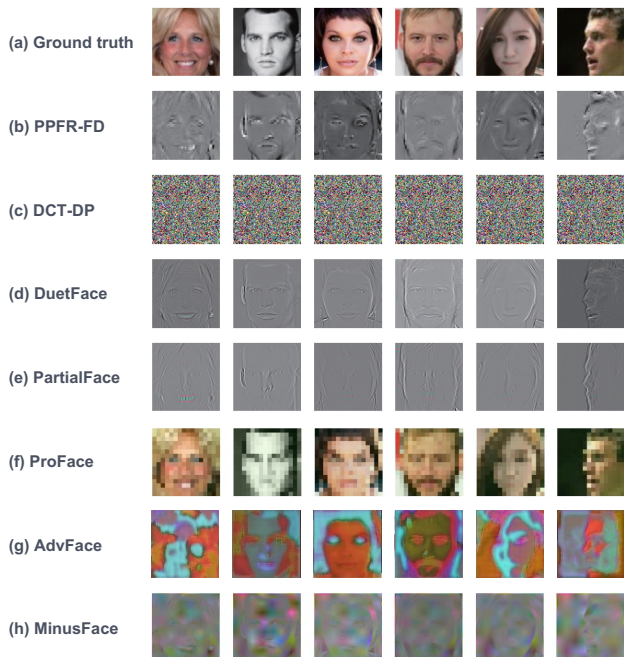 (a) Ground truth
(b) PPFR-FD
(c) DCT-DP
(d) DuetFace
(e) PartialFace
(f) ProFace
(g) AdvFace
(h) MinusFace